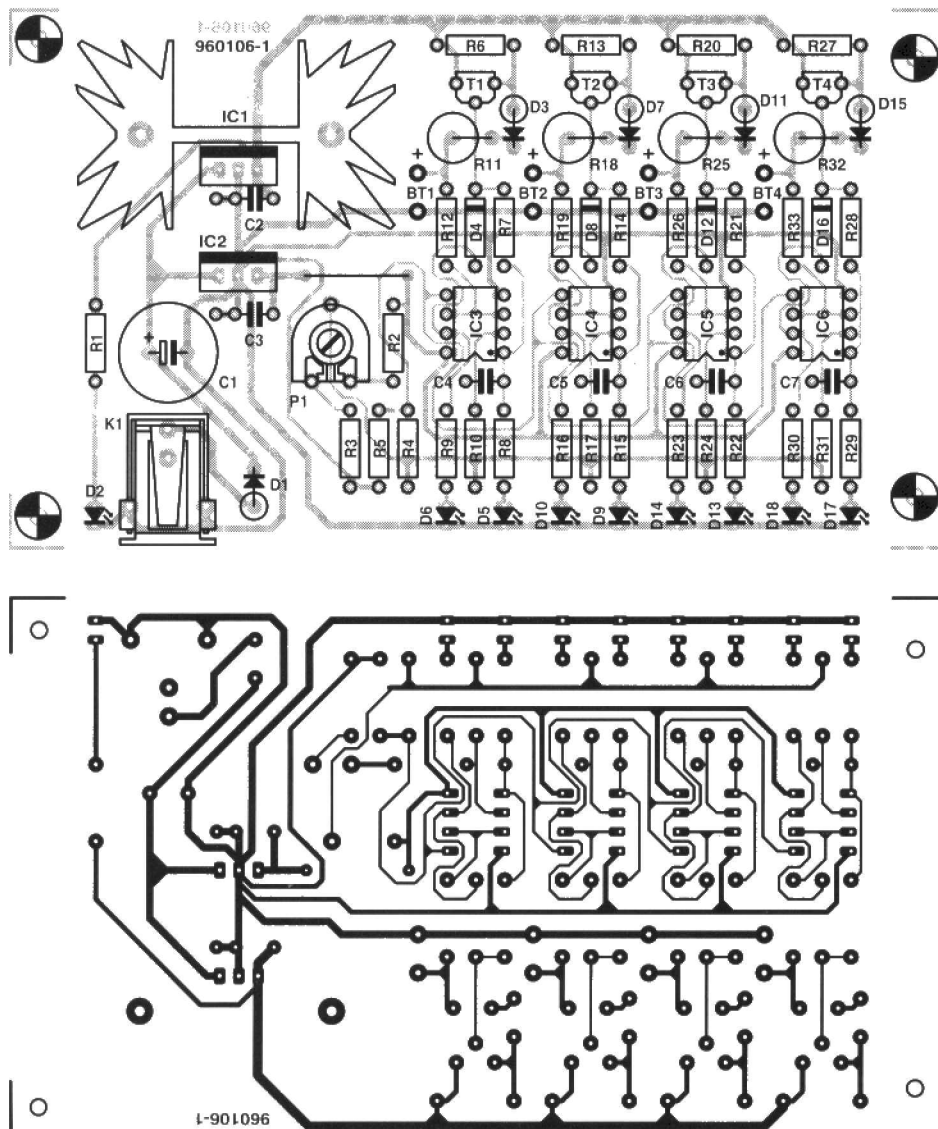 960106-1
960106-1
R6 R13 R20 R27
T1 T2 T3 T4
D3 D7 D11 D15
IC1
R11 R18 R25 R32
+ + + +
BT1 BT2 BT3 BT4
C2
R12 D4 R7 R19 D8 R14 R26 D12 R21 R33 D16 R28
IC2
IC3 IC4 IC5 IC6
R1 + C3 R2
C1
C4 C5 C6 C7
P1
K1
R3 R5 R4 R9 R10 R8 R16 R17 R15 R23 R24 R22 R30 R31 R29
D2 D1
D6 D5 D10 D9 D14 D13 D18 D17
960106-1